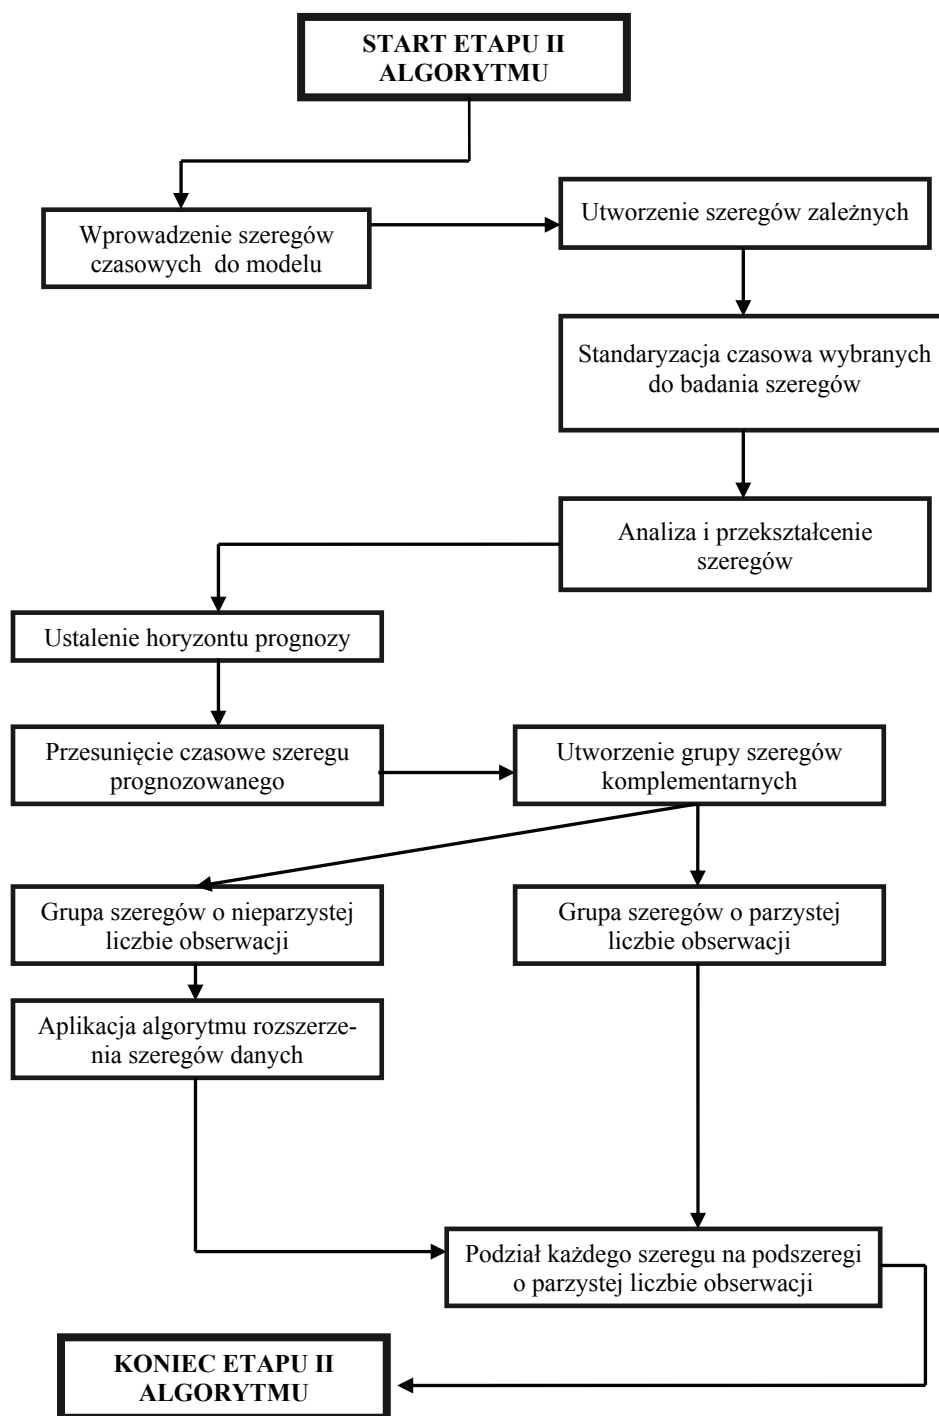 START ETAPU II
ALGORYTMU
Wprowadzenie szeregów
czasowych do modelu
Utworzenie szeregów zależnych
Standaryzacja czasowa wybranych
do badania szeregów
Analiza i przekształcenie
szeregów
Ustalenie horyzontu prognozy
Przesunięcie czasowe szeregu
prognozowanego
Utworzenie grupy szeregów
komplementarnych
Grupa szeregów o nieparzystej
liczbie obserwacji
Grupa szeregów o parzystej
liczbie obserwacji
Aplikacja algorytmu rozszerze-
nia szeregów danych
Podział każdego szeregu na podszeregi
o parzystej liczbie obserwacji
KONIEC ETAPU II
ALGORYTMU